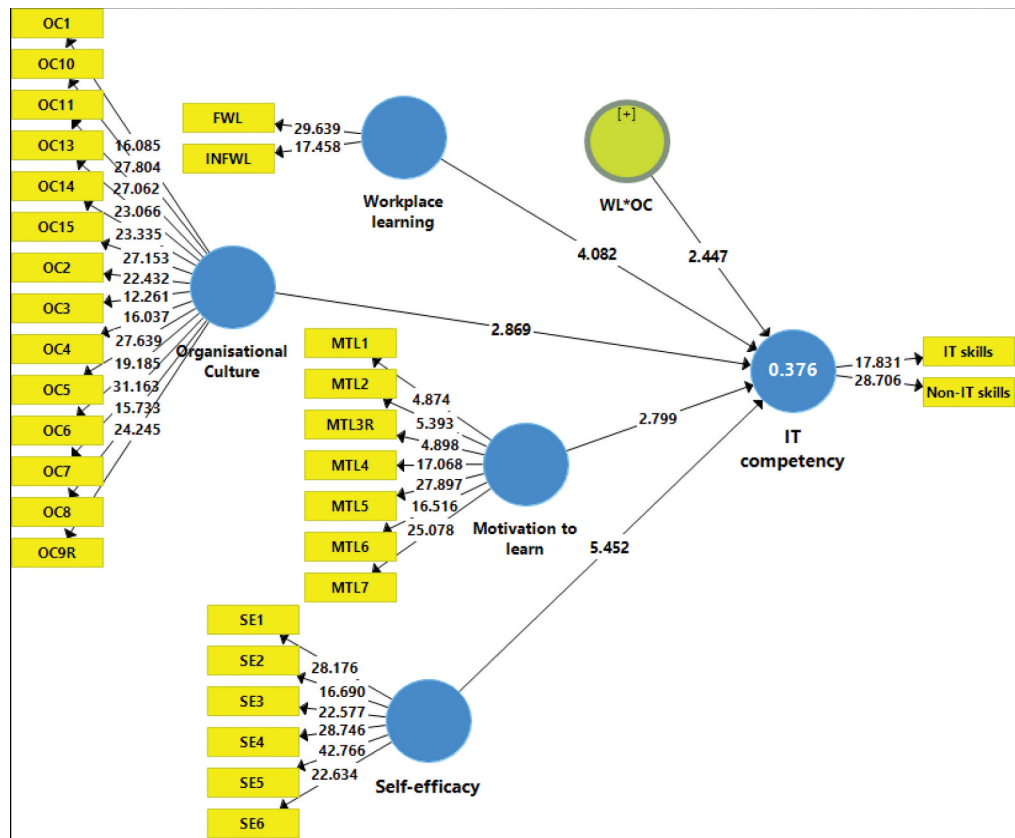 OC1
OC10
OC11
OC13
OC14
OC15
OC2
OC3
OC4
OC5
OC6
OC7
OC8
OC9R
16.085
27.804
27.062
23.066
23.335
27.153
22.432
12.261
16.037
27.639
19.185
31.163
15.733
24.245
Organisational
Culture
FWL
INFWL
29.639
17.458
Workplace
learning
[+]
WL*OC
4.082
2.447
2.869
MTL1
MTL2
MTL3R
MTL4
MTL5
MTL6
MTL7
4.874
5.393
4.898
17.068
27.897
16.516
25.078
Motivation to
learn
2.799
0.376
IT
competency
17.831
28.706
IT skills
Non-IT skills
5.452
SE1
SE2
SE3
SE4
SE5
SE6
28.176
16.690
22.577
28.746
42.766
22.634
Self-efficacy